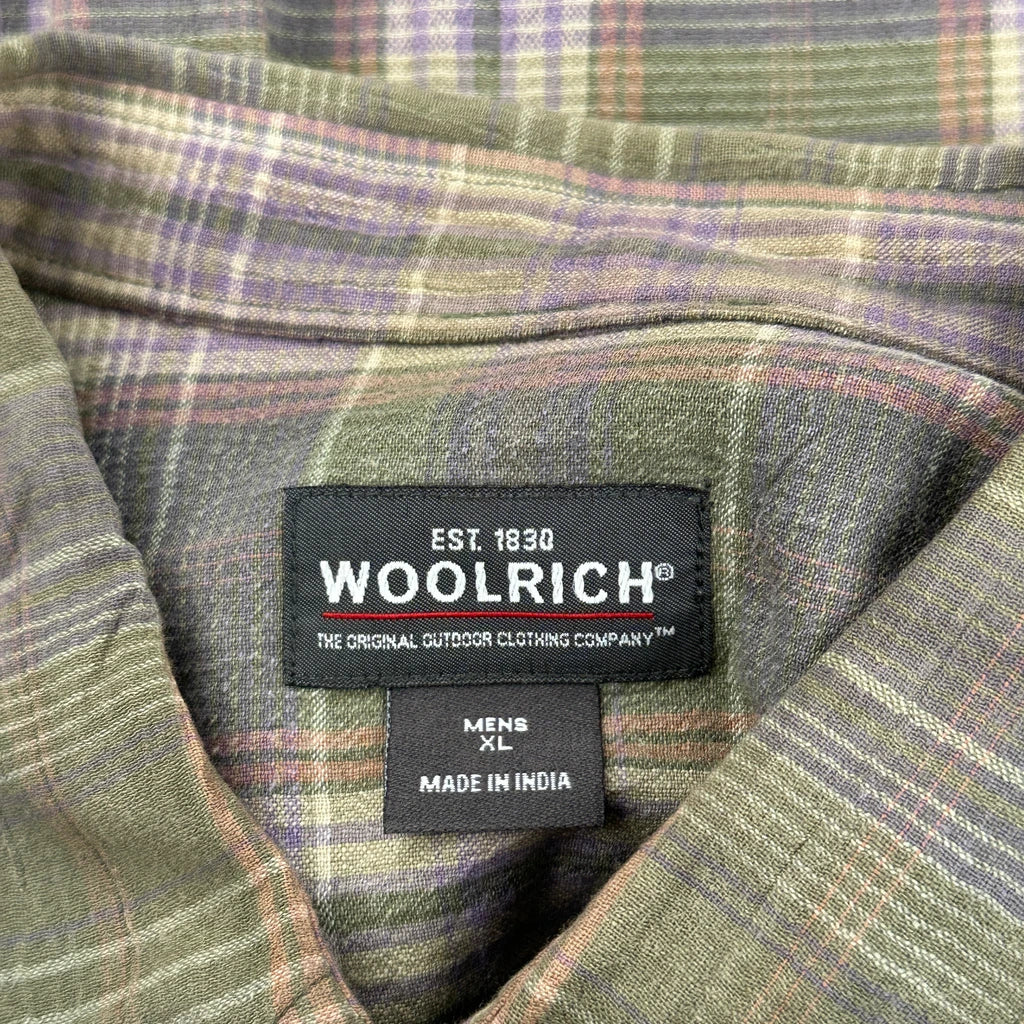 EST. 1830
WOOLRICH®
THE ORIGINAL OUTDOOR CLOTHING COMPANY™
MENS
XL
MADE IN INDIA